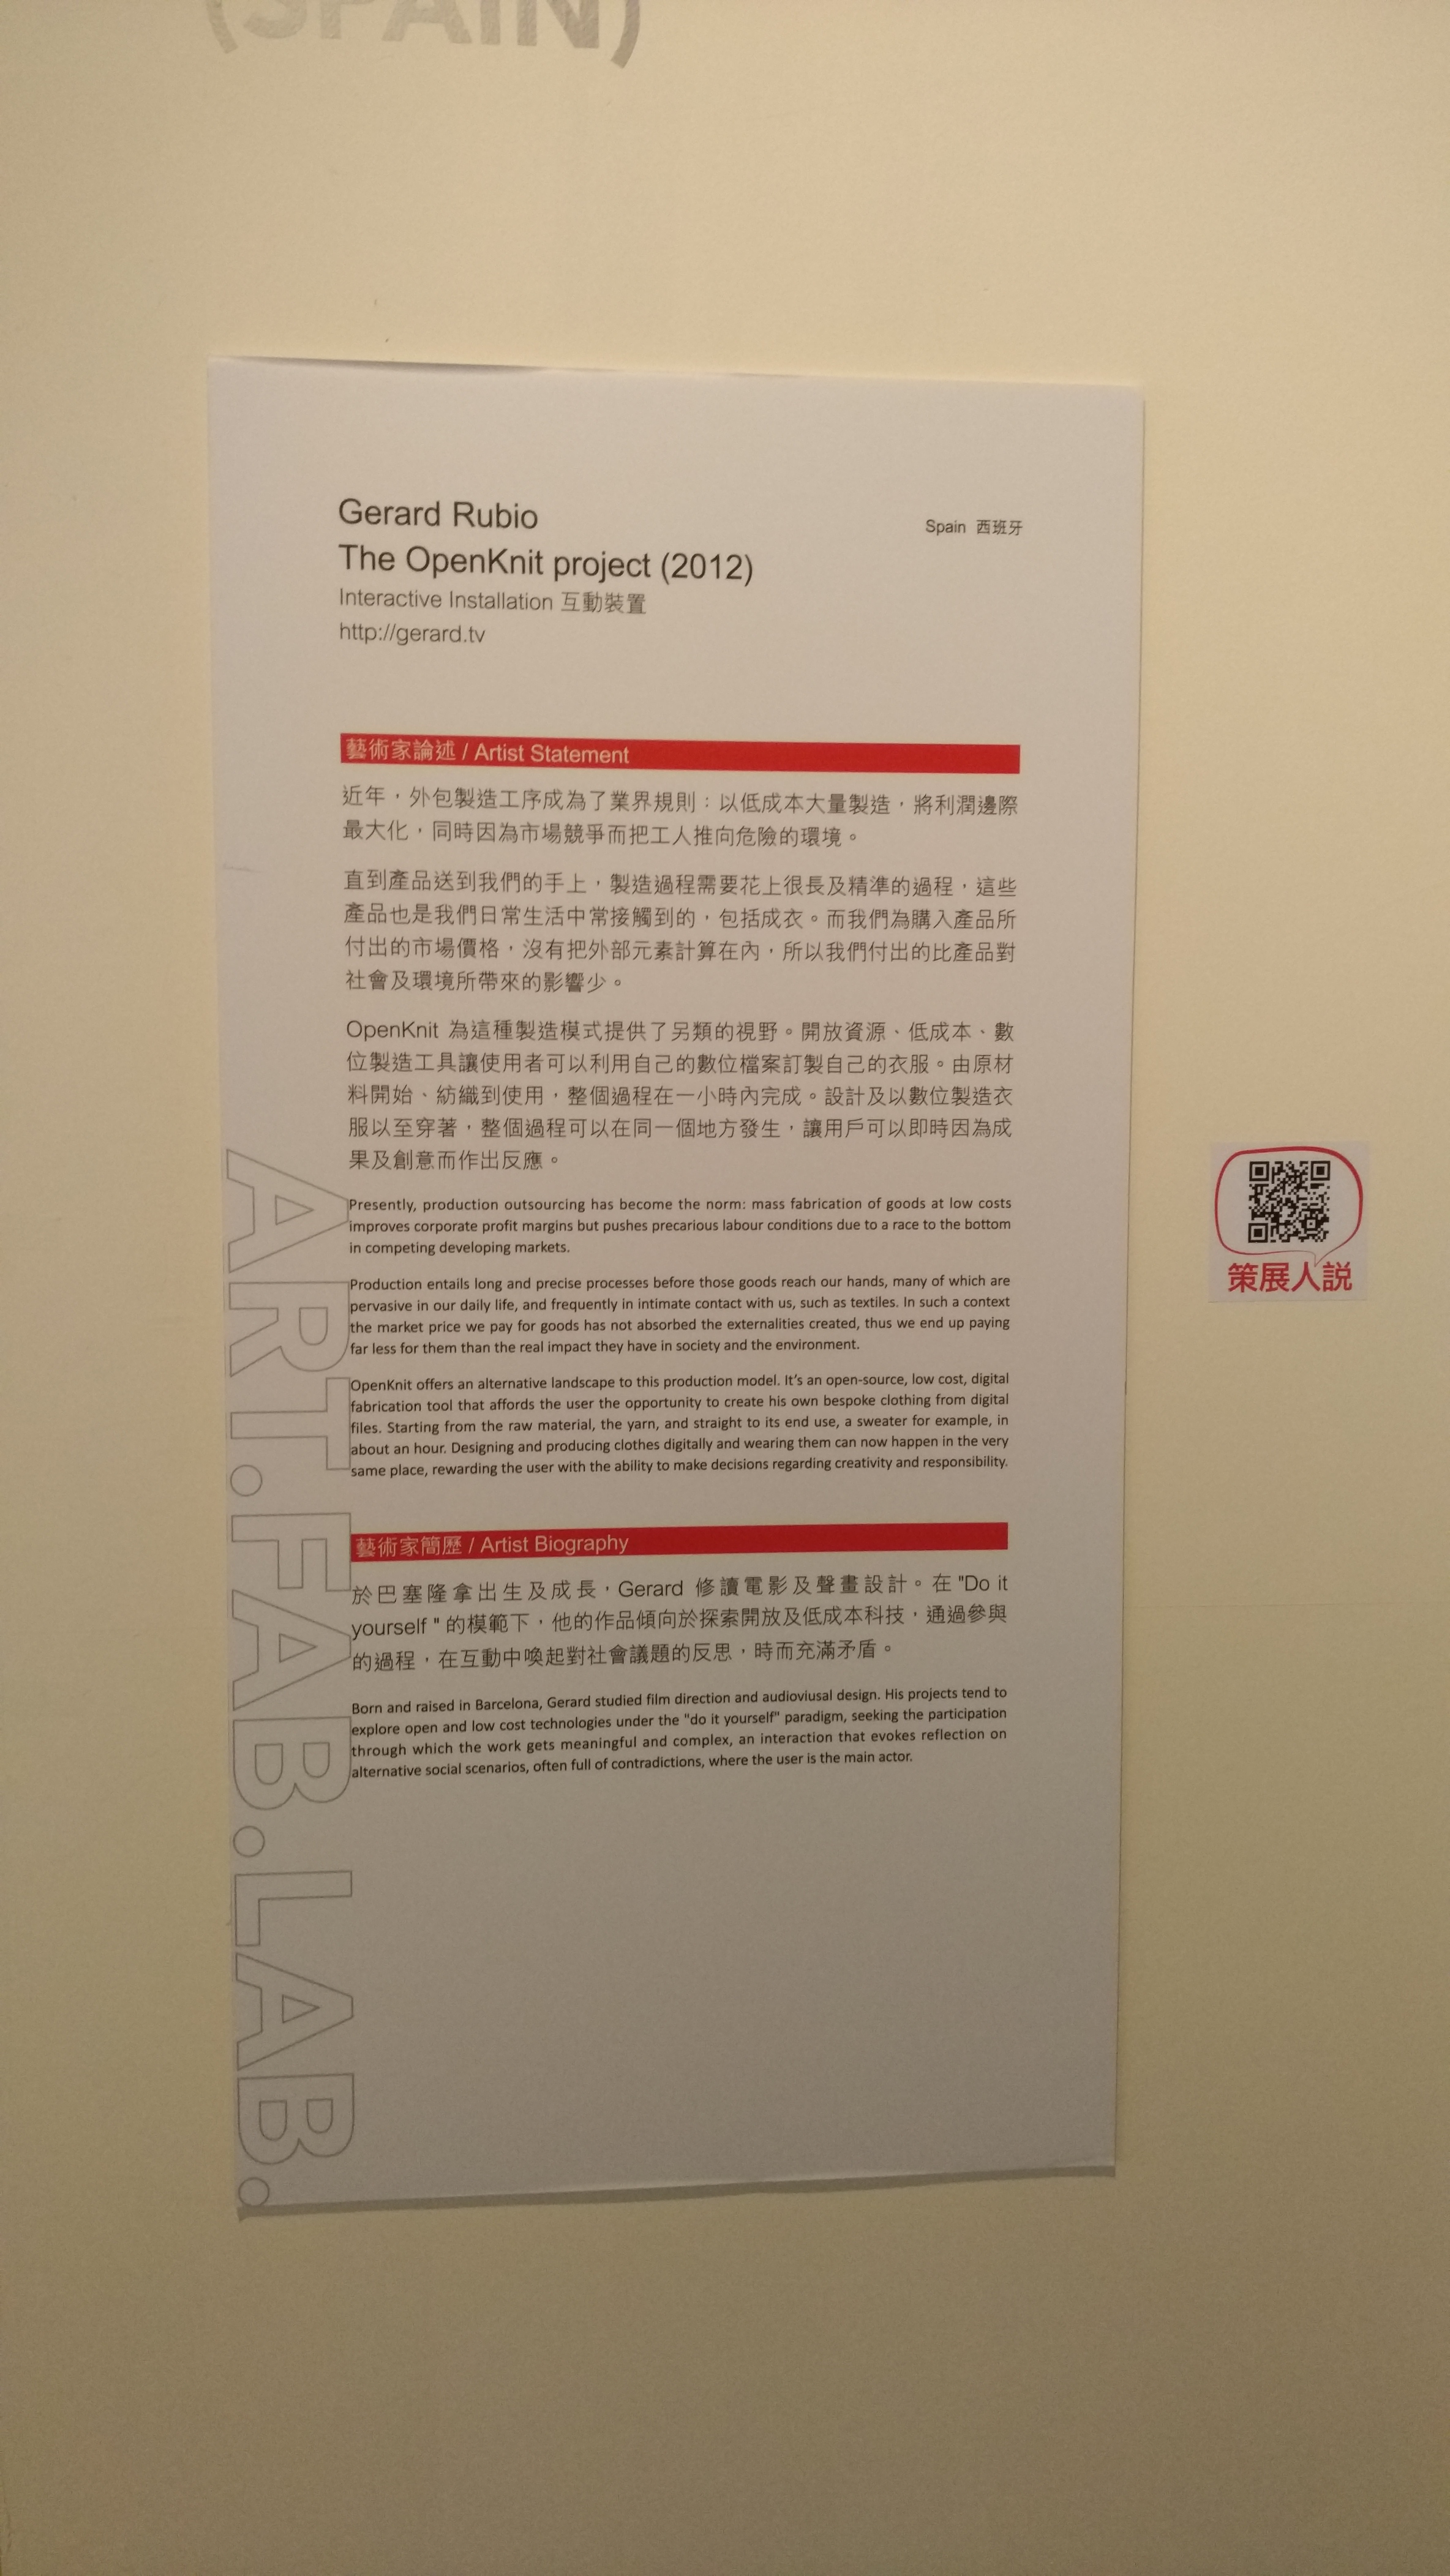 (SPAIN)
Gerard Rubio
Spain 西班牙
The OpenKnit project (2012)
Interactive Installation 互動裝置
http://gerard.tv
藝術家論述 / Artist Statement
近年，外包製造工序成為了業界規則：以低成本大量製造，將利潤邊際
最大化，同時因為市場競爭而把工人推向危險的環境。
直到產品送到我們的手上，製造過程需要花上很長及精準的過程，這些
產品也是我們日常生活中常接觸到的，包括成衣。而我們為購入產品所
付出的市場價格，沒有把外部元素計算在內，所以我們付出的比產品對
社會及環境所帶來的影響少。
OpenKnit 為這種製造模式提供了另類的視野。開放資源、低成本、數
位製造工具讓使用者可以利用自己的數位檔案訂製自己的衣服。由原材
料開始、紡織到使用，整個過程在一小時內完成。設計及以數位製造衣
服以至穿著，整個過程可以在同一個地方發生，讓用戶可以即時因為成
果及創意而作出反應。
Presently, production outsourcing has become the norm: mass fabrication of goods at low costs
improves corporate profit margins but pushes precarious labour conditions due to a race to the bottom
in competing developing markets.
Production entails long and precise processes before those goods reach our hands, many of which are
pervasive in our daily life, and frequently in intimate contact with us, such as textiles. In such a context
the market price we pay for goods has not absorbed the externalities created, thus we end up paying
far less for them than the real impact they have in society and the environment.
OpenKnit offers an alternative landscape to this production model. It's an open-source, low cost, digital
fabrication tool that affords the user the opportunity to create his own bespoke clothing from digital
files. Starting from the raw material, the yarn, and straight to its end use, a sweater for example, in
about an hour. Designing and producing clothes digitally and wearing them can now happen in the very
same place, rewarding the user with the ability to make decisions regarding creativity and responsibility.
藝術家簡歷 / Artist Biography
於巴塞隆拿出生及成長，Gerard 修讀電影及聲畫設計。在 "Do it
yourself " 的模範下，他的作品傾向於探索開放及低成本科技，通過參與
的過程，在互動中喚起對社會議題的反思，時而充滿矛盾。
Born and raised in Barcelona, Gerard studied film direction and audioviusal design. His projects tend to
explore open and low cost technologies under the "do it yourself" paradigm, seeking the participation
through which the work gets meaningful and complex, an interaction that evokes reflection on
alternative social scenarios, often full of contradictions, where the user is the main actor.
ART.FAB.LAB.
策展人説